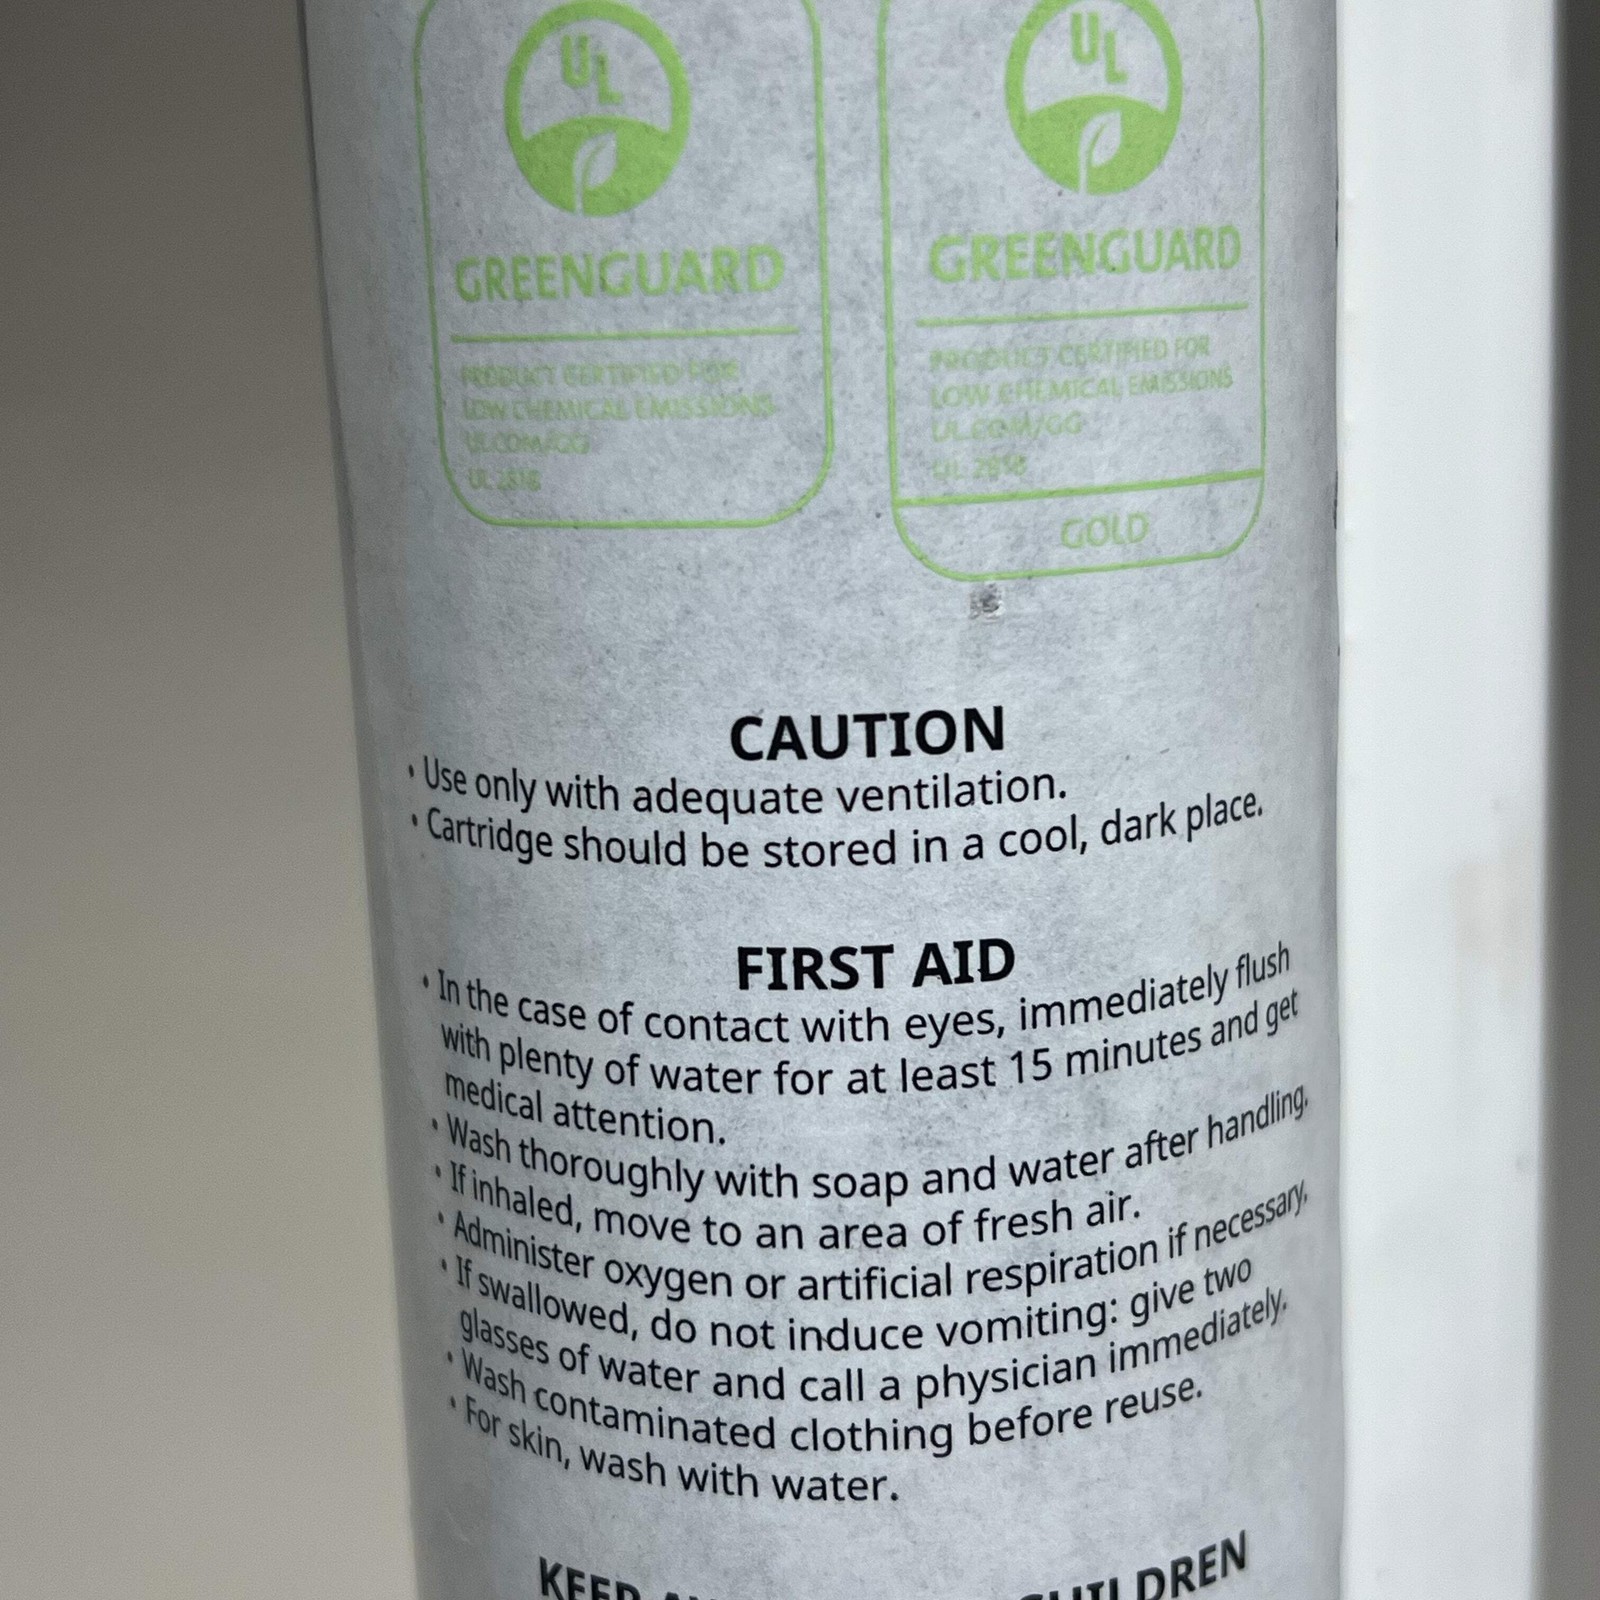 UL UL
GREENGUARD GREENGUARD
PRODUCT CERTIFIED FOR PRODUCT CERTIFIED FOR
LOW CHEMICAL EMISSIONS LOW CHEMICAL EMISSIONS
UL.COM/GG UL.COM/GG
UL 2818 UL 2818
GOLD
CAUTION
• Use only with adequate ventilation.
• Cartridge should be stored in a cool, dark place.
FIRST AID
• In the case of contact with eyes, immediately flush
with plenty of water for at least 15 minutes and get
medical attention.
• Wash thoroughly with soap and water after handling.
• If inhaled, move to an area of fresh air.
• Administer oxygen or artificial respiration if necessary.
• If swallowed, do not induce vomiting: give two
glasses of water and call a physician immediately.
• Wash contaminated clothing before reuse.
• For skin, wash with water.
KEEP CHILDREN